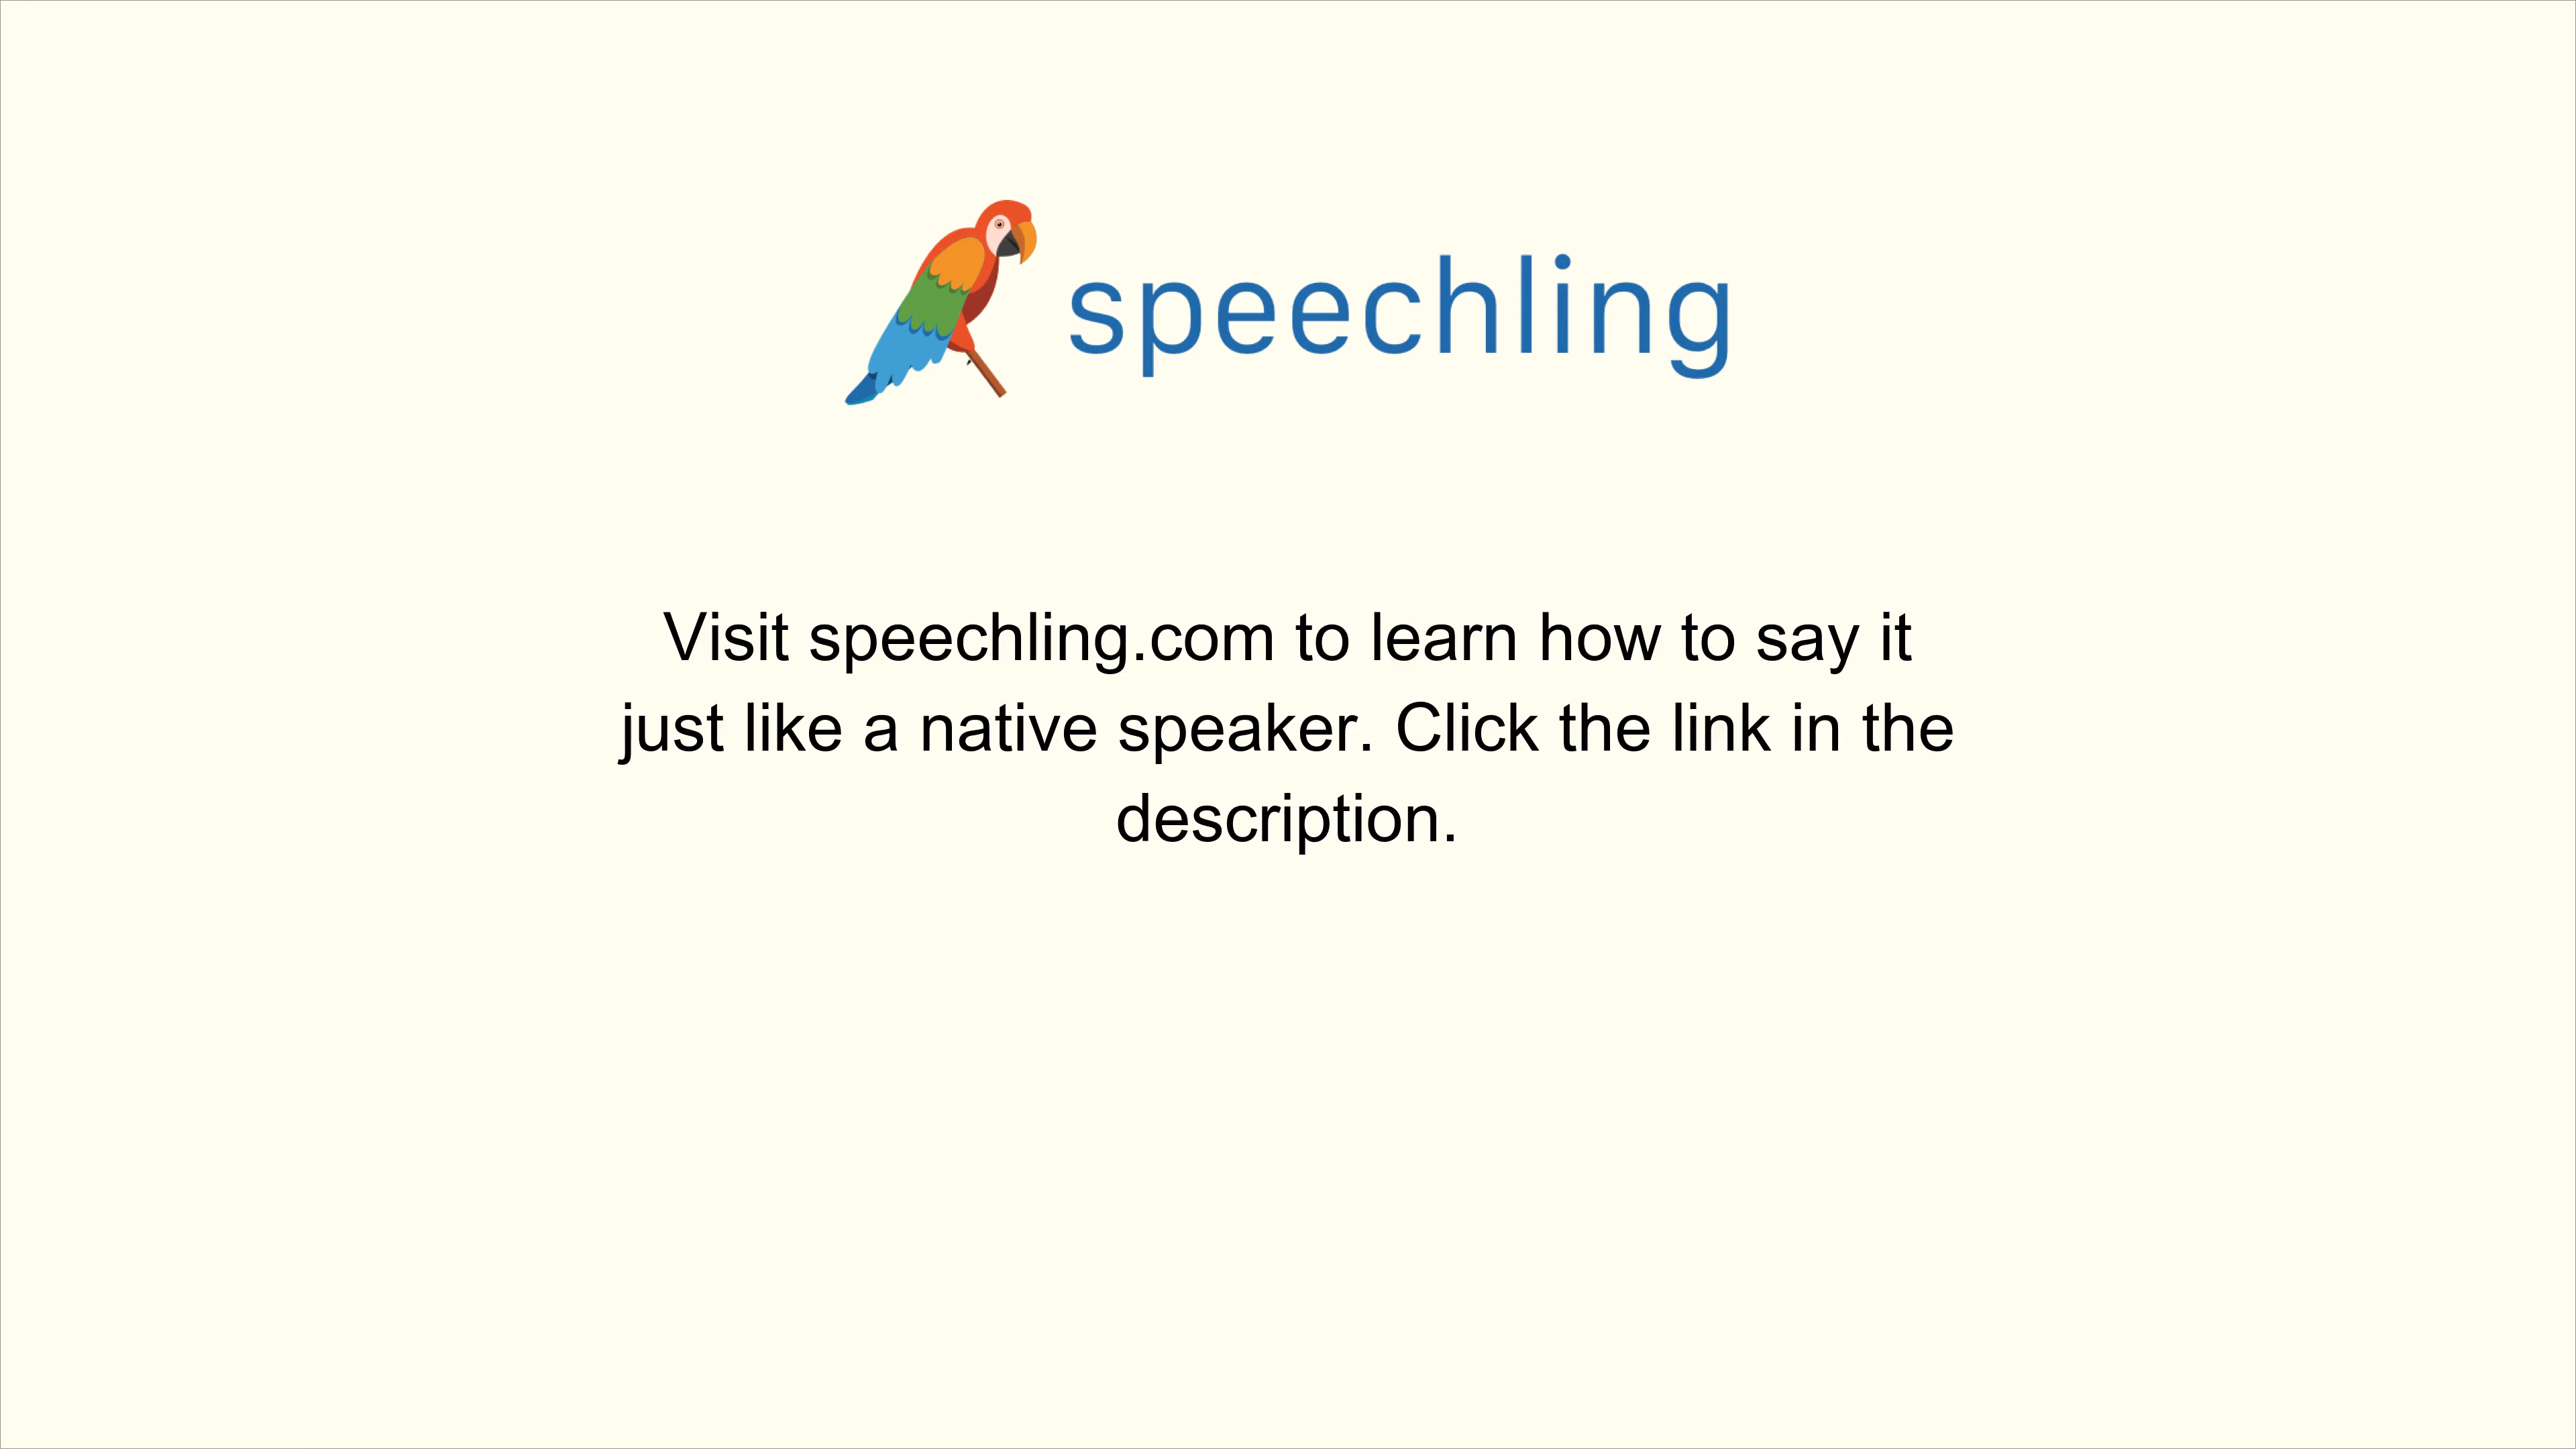 speechling
Visit speechling.com to learn how to say it
just like a native speaker. Click the link in the
description.